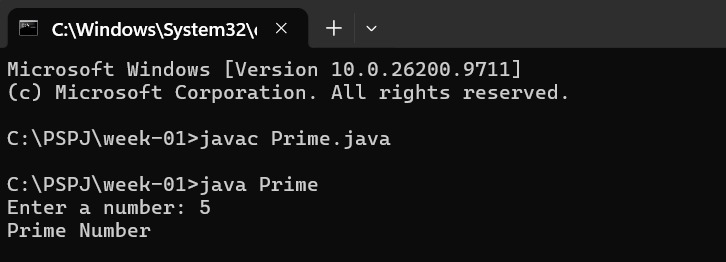 C:\Windows\System32\
Microsoft Windows [Version 10.0.26200.9711]
(c) Microsoft Corporation. All rights reserved.
C:\PSPJ\week-01>javac Prime.java
C:\PSPJ\week-01>java Prime
Enter a number: 5
Prime Number